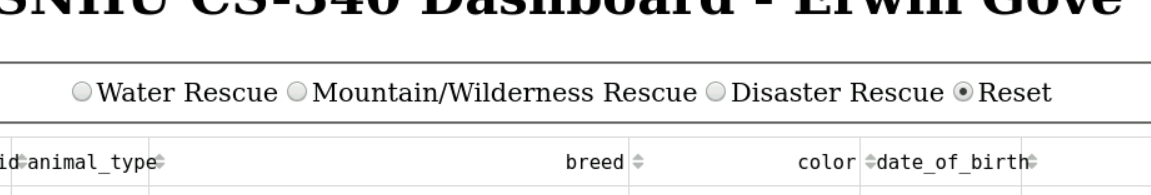 SNHU CS-340 Dashboard - Erwin Gove
Water Rescue Mountain/Wilderness Rescue Disaster Rescue Reset
id animal_type breed color date_of_birth